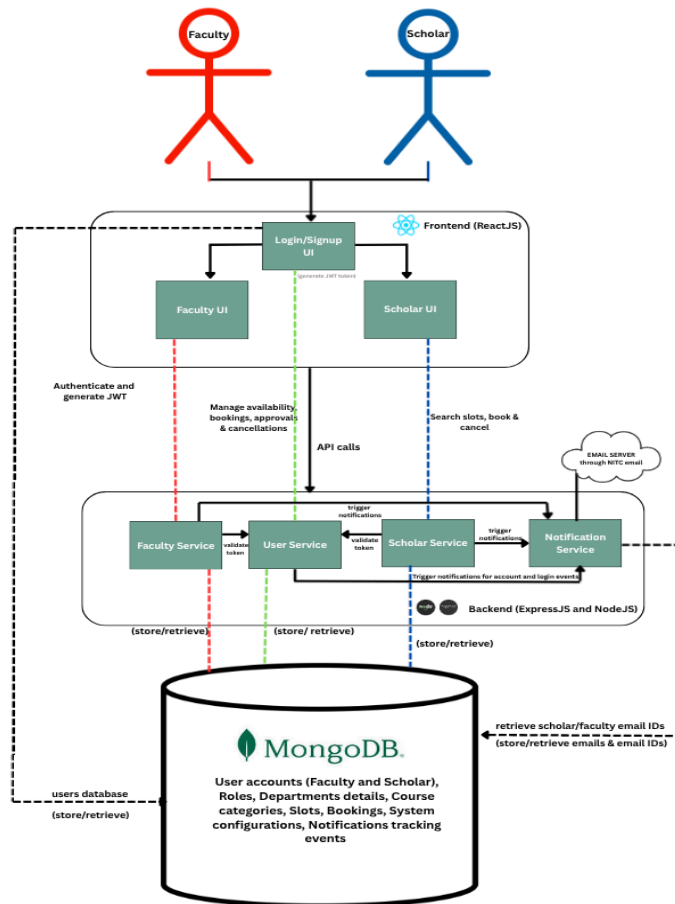 Faculty
Scholar
Frontend (ReactJS)
Login/Signup
UI
(generate JWT token)
Faculty UI
Scholar UI
Authenticate and
generate JWT
Manage availability,
bookings, approvals
& cancellations
Search slots, book &
cancel
API calls
EMAIL SERVER
through NITC email
trigger
notifications
Faculty Service
validate
token
User Service
validate
token
Scholar Service
trigger
notifications
Notification
Service
Trigger notifications for account and login events
node
Backend (ExpressJS and NodeJS)
(store/retrieve)
(store/ retrieve)
(store/retrieve)
MongoDB.
retrieve scholar/faculty email IDs
(store/retrieve emails & email IDs)
User accounts (Faculty and Scholar),
Roles, Departments details, Course
categories, Slots, Bookings, System
configurations, Notifications tracking
events
users database
(store/retrieve)